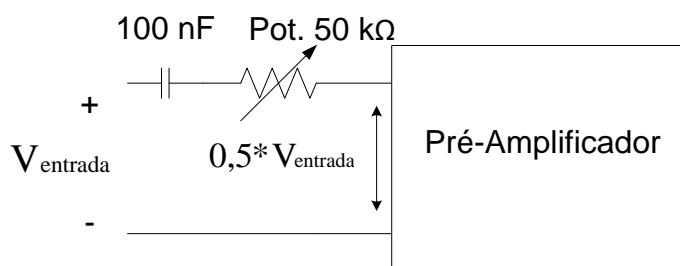 100 nF Pot. 50 kΩ
+
Ventrada
0,5* Ventrada
Pré-Amplificador
-